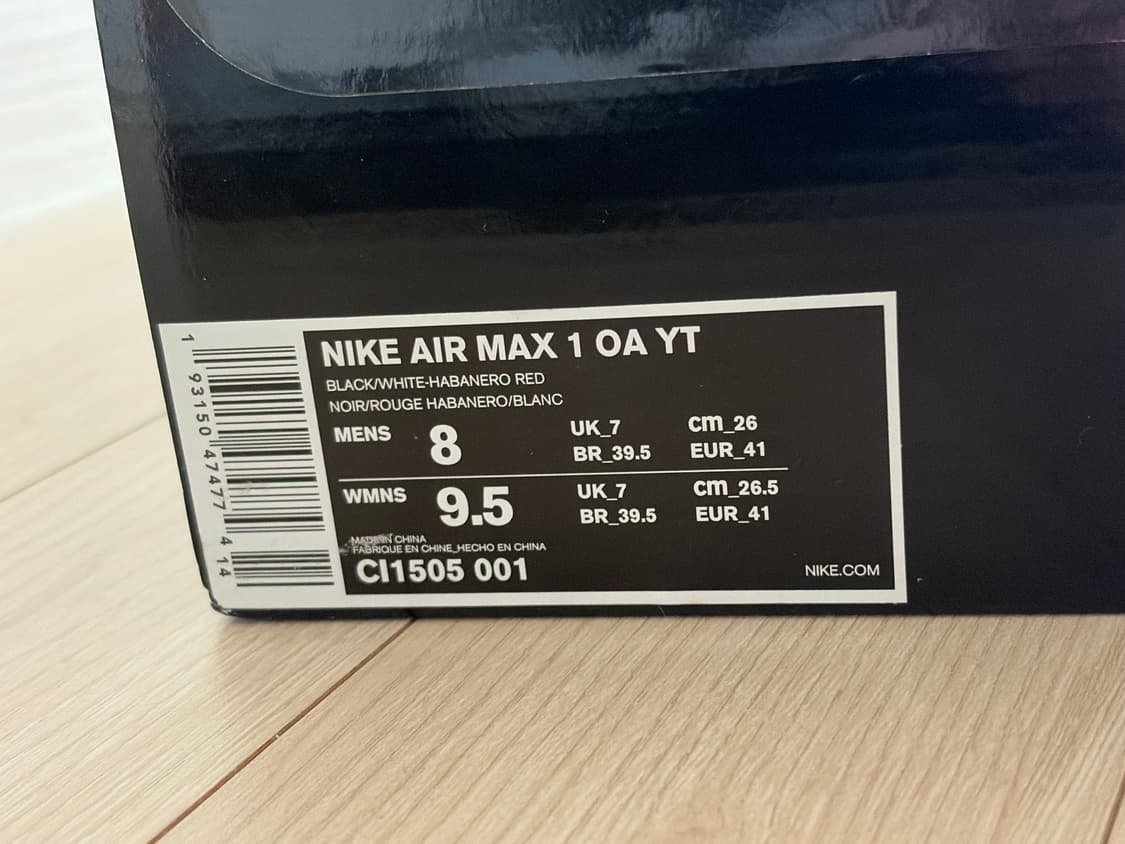 NIKE AIR MAX 1 OA YT
BLACK/WHITE-HABANERO RED
NOIR/ROUGE HABANERO/BLANC
MENS 8 UK_7 cm_26
BR_39.5 EUR_41
WMNS 9.5 UK_7 cm_26.5
BR_39.5 EUR_41
MADE IN CHINA
FABRIQUE EN CHINE_HECHO EN CHINA
CI1505 001
NIKE.COM
1 93150 47477 4 14